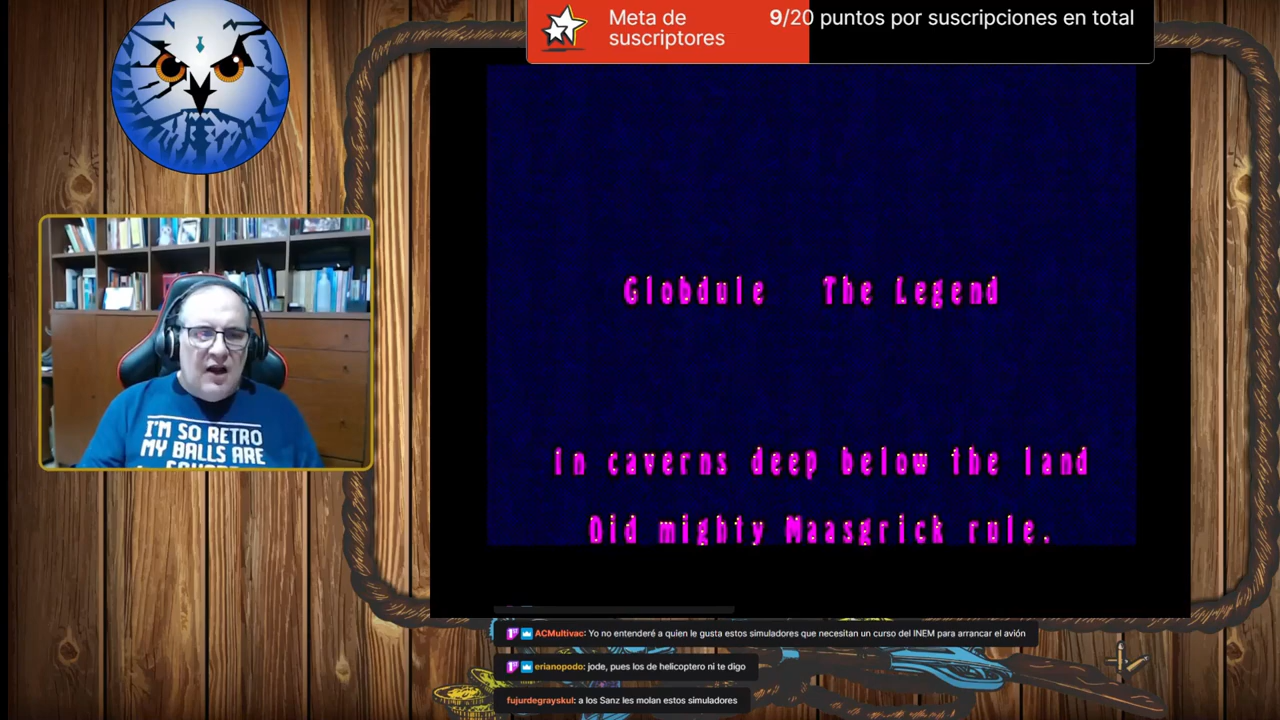 Meta de
suscriptores
9/20 puntos por suscripciones en total
Globdule The Legend
In caverns deep below the land
Did mighty Maasgrick rule.
I'M SO RETRO
MY BALLS ARE
ACMultivac: Yo no entenderé a quien le gusta estos simuladores que necesitan un curso del INEM para arrancar el avión
erianopodo: jode, pues los de helicoptero ni te digo
fujurdegrayskul: a los Sanz les molan estos simuladores